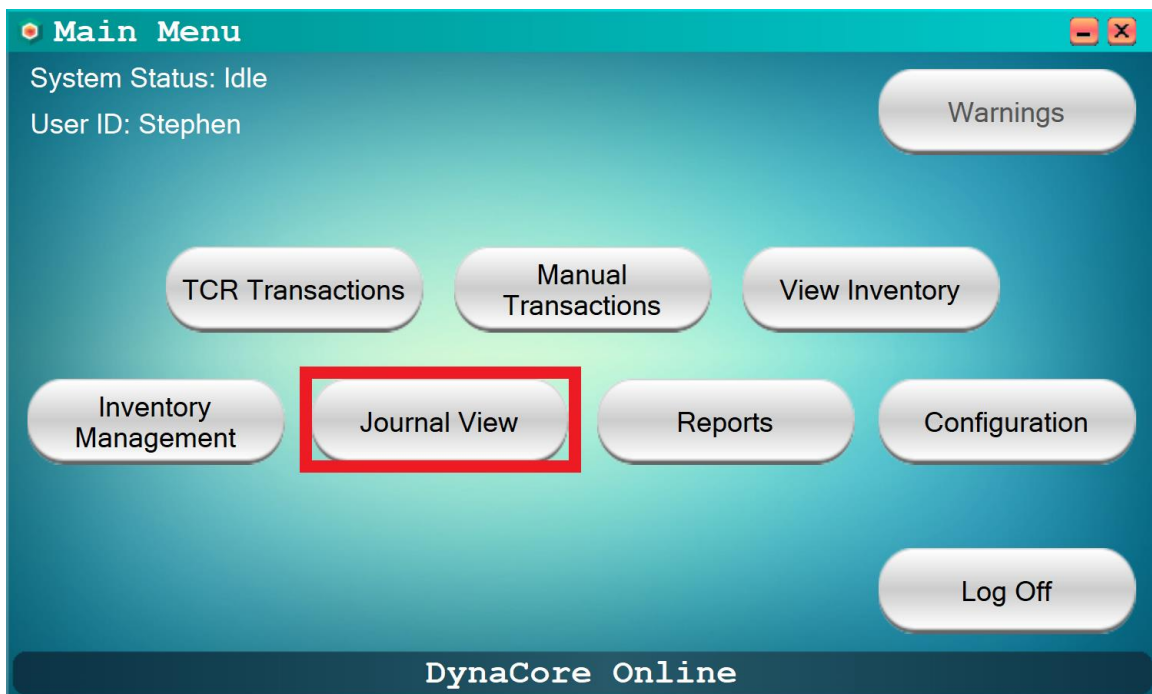 Main Menu
System Status: Idle
User ID: Stephen
Warnings
TCR Transactions
Manual
Transactions
View Inventory
Inventory
Management
Journal View
Reports
Configuration
Log Off
DynaCore Online